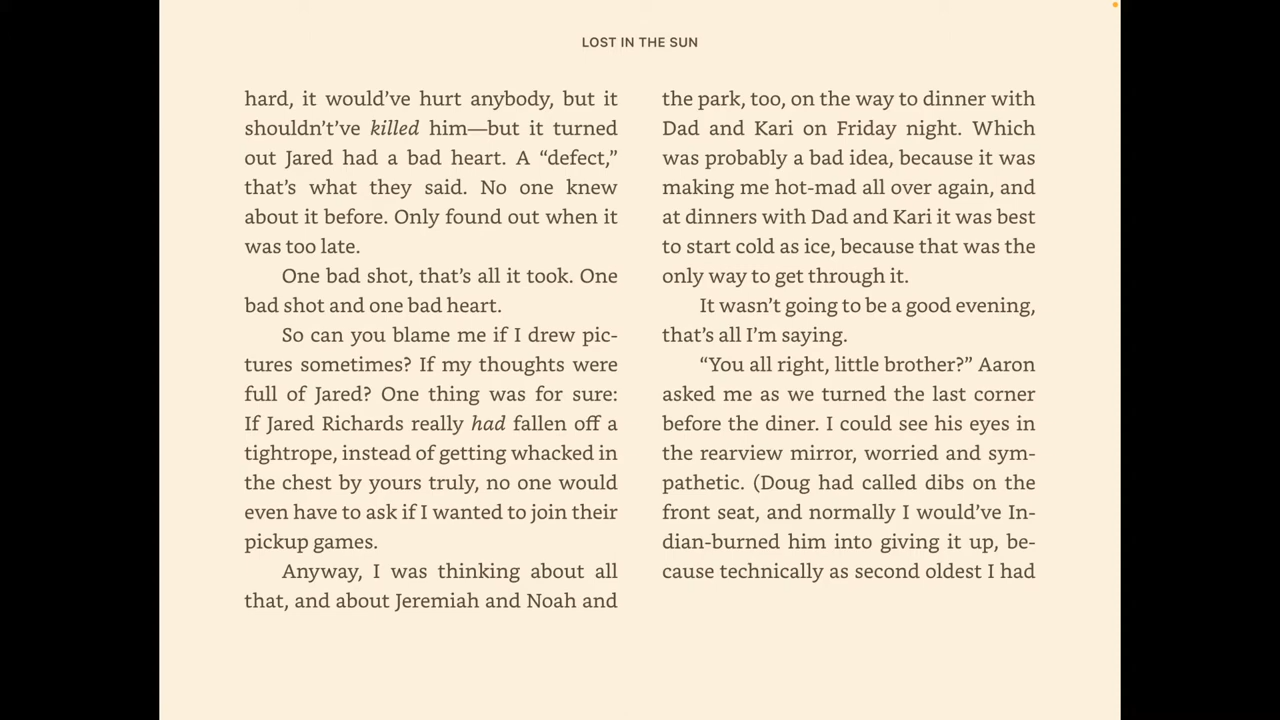 LOST IN THE SUN
hard, it would’ve hurt anybody, but it
shouldn’t’ve killed him—but it turned
out Jared had a bad heart. A “defect,”
that’s what they said. No one knew
about it before. Only found out when it
was too late.
One bad shot, that’s all it took. One
bad shot and one bad heart.
So can you blame me if I drew pic-
tures sometimes? If my thoughts were
full of Jared? One thing was for sure:
If Jared Richards really had fallen off a
tightrope, instead of getting whacked in
the chest by yours truly, no one would
even have to ask if I wanted to join their
pickup games.
Anyway, I was thinking about all
that, and about Jeremiah and Noah and
the park, too, on the way to dinner with
Dad and Kari on Friday night. Which
was probably a bad idea, because it was
making me hot-mad all over again, and
at dinners with Dad and Kari it was best
to start cold as ice, because that was the
only way to get through it.
It wasn’t going to be a good evening,
that’s all I’m saying.
“You all right, little brother?” Aaron
asked me as we turned the last corner
before the diner. I could see his eyes in
the rearview mirror, worried and sym-
pathetic. (Doug had called dibs on the
front seat, and normally I would’ve In-
dian-burned him into giving it up, be-
cause technically as second oldest I had